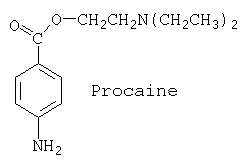 O—CH₂CH₂N(CH₂CH₃)₂
O
C
Procaine
NH₂